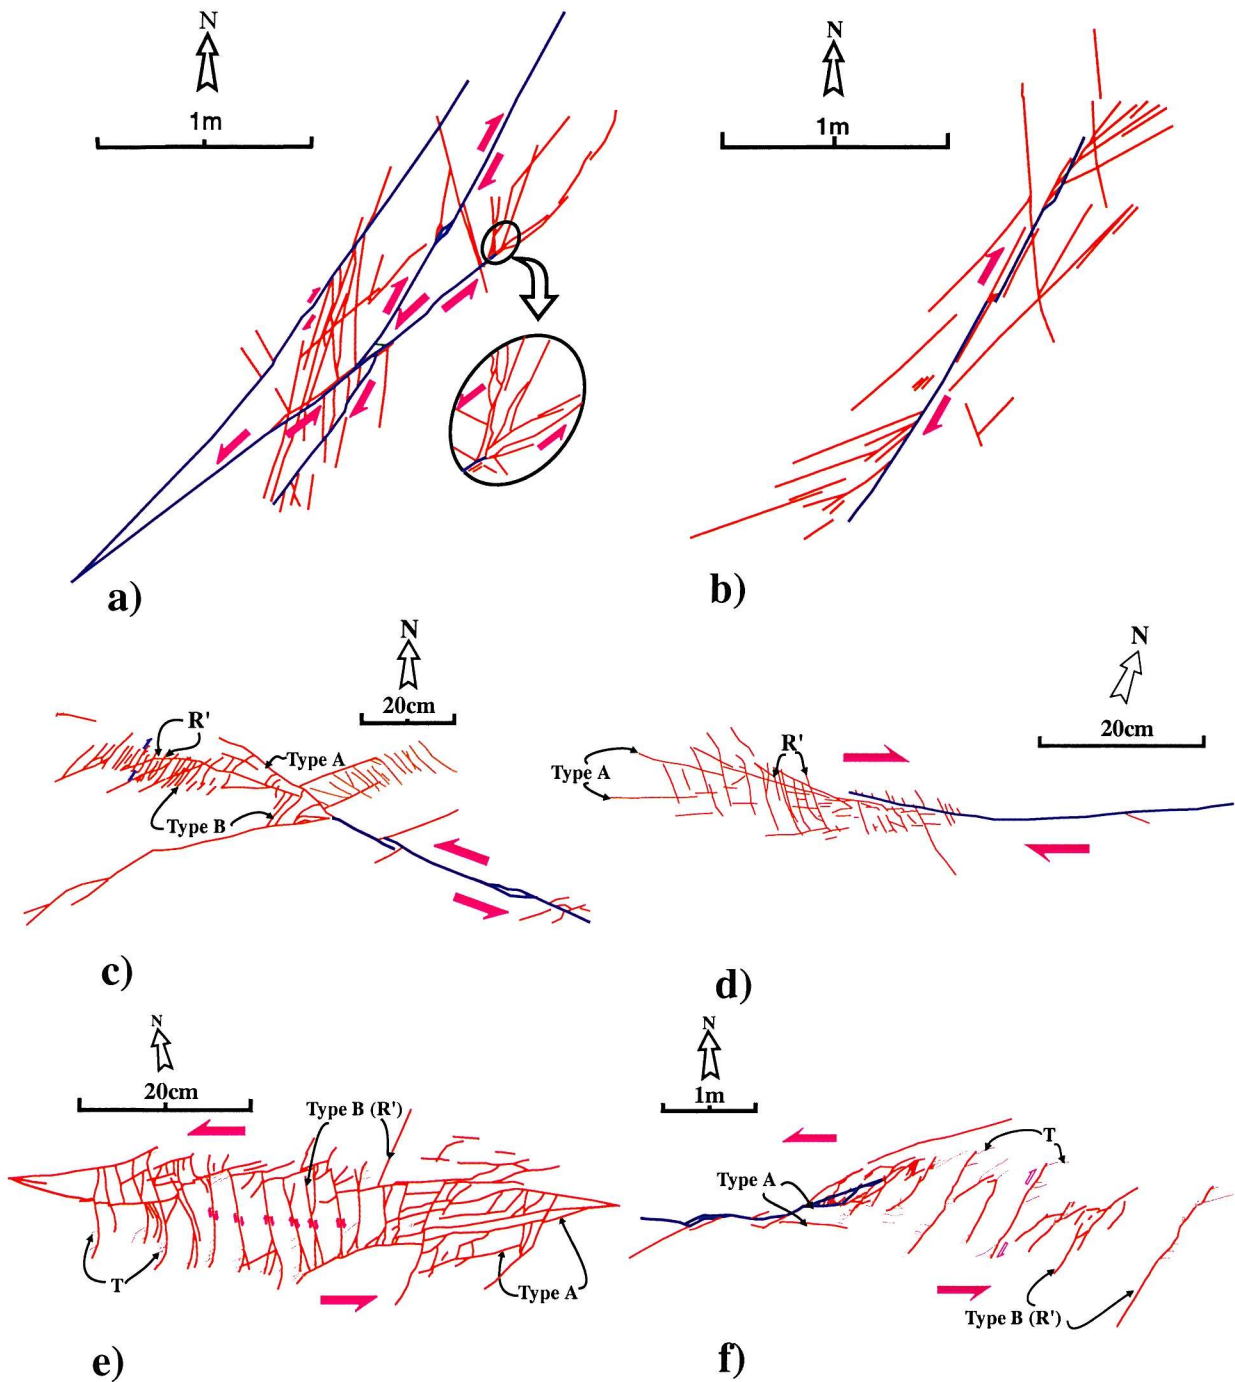 N
1m
a)
N
1m
b)
N
20cm
R'
Type A
Type B
c)
N
20cm
R'
Type A
d)
N
20cm
Type B (R')
T
Type A
e)
N
1m
T
Type A
Type B (R')
f)